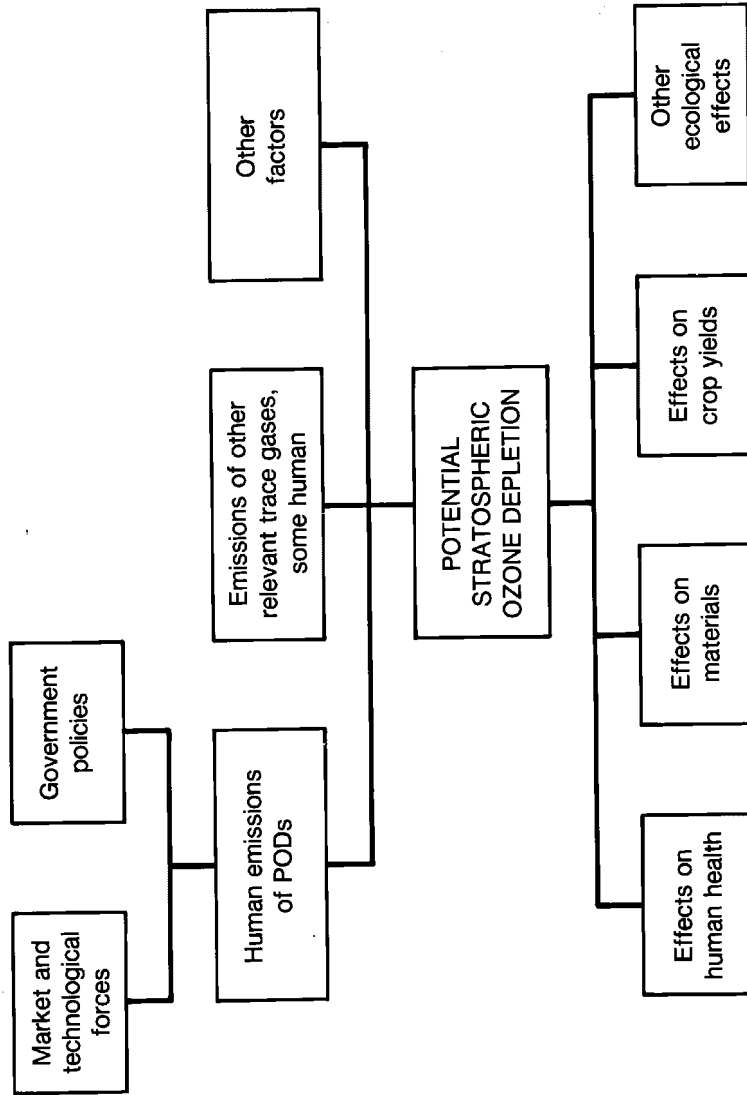 Market and
technological
forces
Government
policies
Human emissions
of PODs
Emissions of other
relevant trace gases,
some human
Other
factors
POTENTIAL
STRATOSPHERIC
OZONE DEPLETION
Effects on
human health
Effects on
materials
Effects on
crop yields
Other
ecological
effects